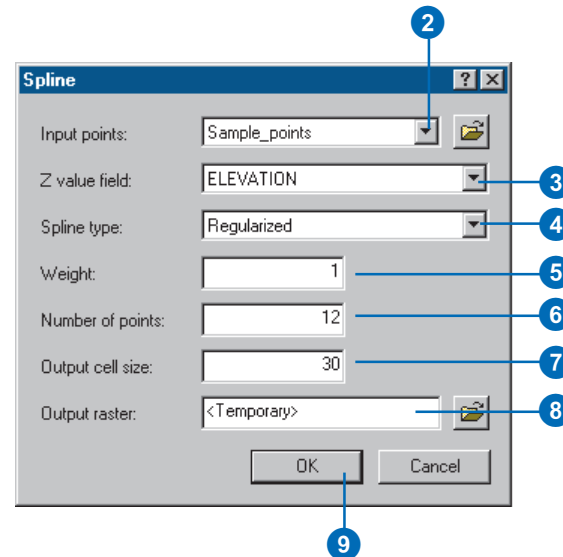 2
Spline ? ×
Input points: Sample_points
Z value field: ELEVATION 3
Spline type: Regularized 4
Weight: 1 5
Number of points: 12 6
Output cell size: 30 7
Output raster: <Temporary> 8
OK Cancel
9